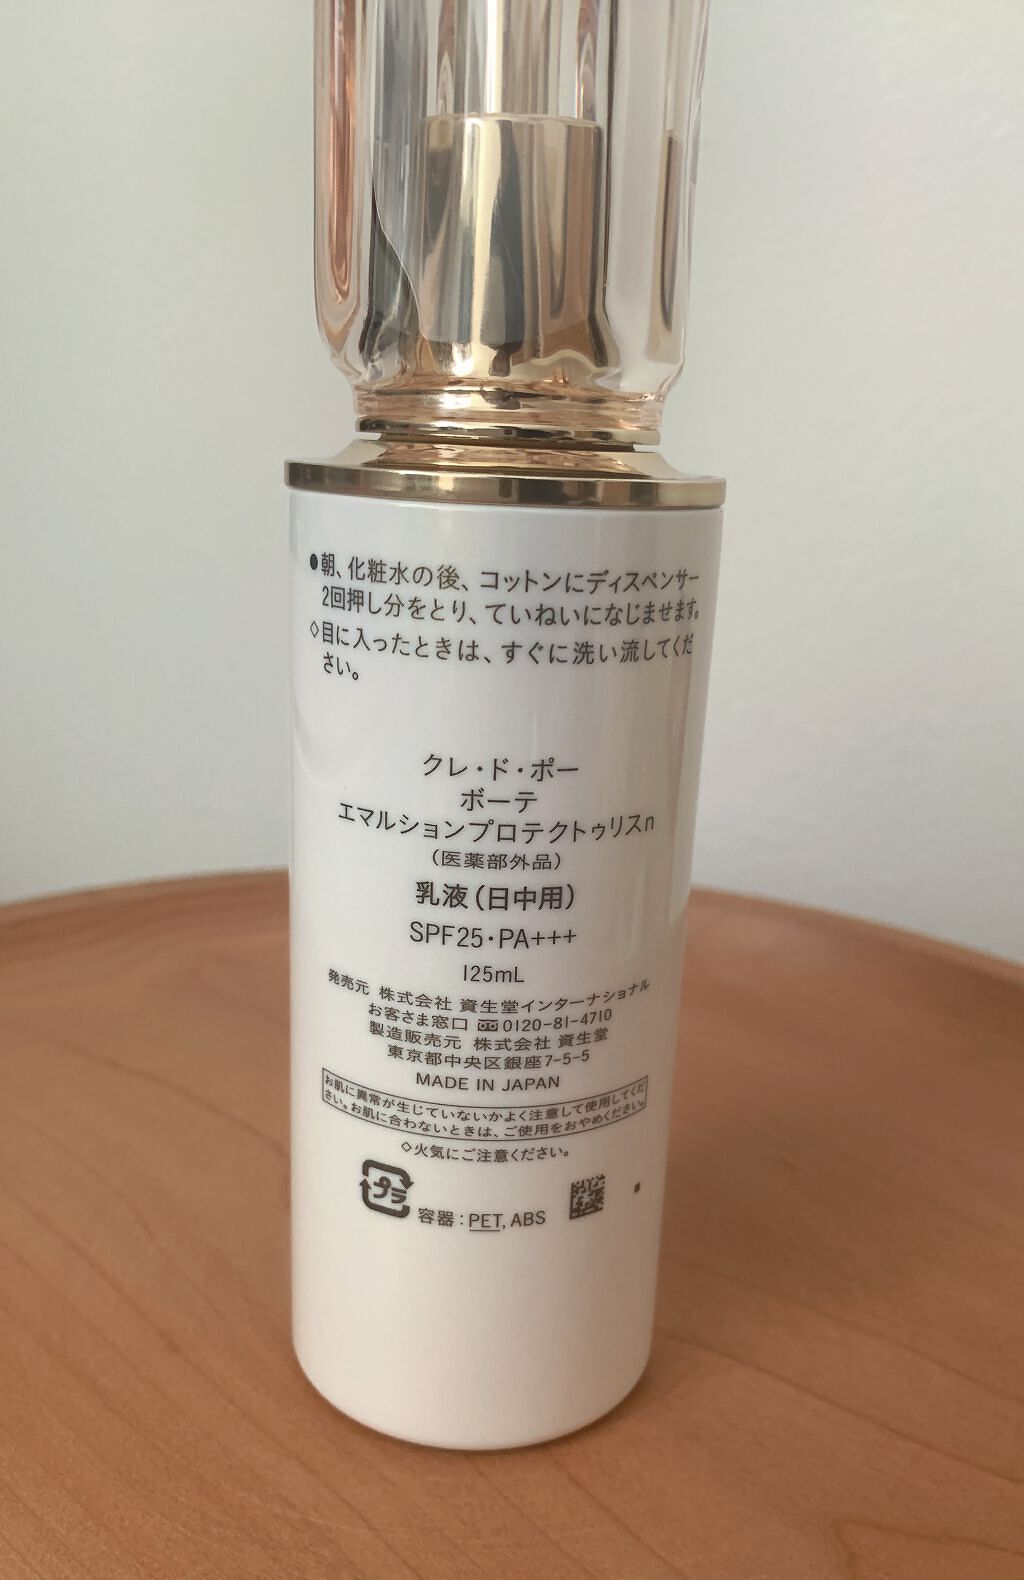 ●朝、化粧水の後、コットンにディスペンサー
2回押し分をとり、ていねいになじませます。
◇目に入ったときは、すぐに洗い流してくだ
さい。
クレ・ド・ポー
ボーテ
エマルションプロテクトゥリスn
(医薬部外品)
乳液(日中用)
SPF25・PA+++
125mL
発売元 株式会社 資生堂インターナショナル
お客さま窓口 0120-81-4710
製造販売元 株式会社 資生堂
東京都中央区銀座7-5-5
MADE IN JAPAN
お肌に異常が生じていないかよく注意して使用してくだ
さい。お肌に合わないときは、ご使用をおやめください。
◇火気にご注意ください。
プラ
容器：PET, ABS